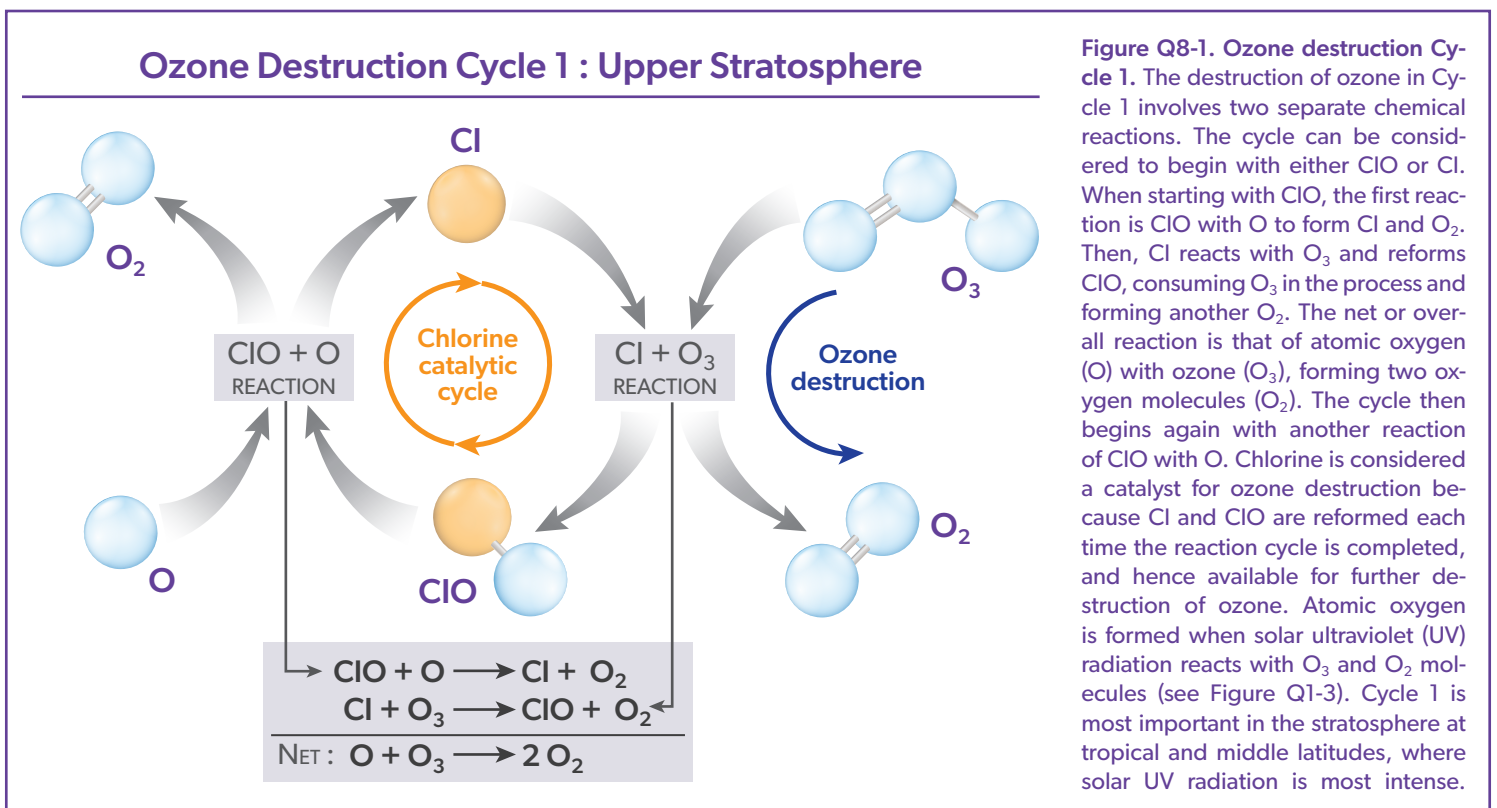 Ozone Destruction Cycle 1 : Upper Stratosphere
Cl
O₂
O₃
ClO + O
REACTION
Chlorine
catalytic
cycle
Cl + O₃
REACTION
Ozone
destruction
O
ClO
O₂
ClO + O ⟶ Cl + O₂
Cl + O₃ ⟶ ClO + O₂
NET : O + O₃ ⟶ 2 O₂
Figure Q8-1. Ozone destruction Cy-
cle 1. The destruction of ozone in Cy-
cle 1 involves two separate chemical
reactions. The cycle can be consid-
ered to begin with either ClO or Cl.
When starting with ClO, the first reac-
tion is ClO with O to form Cl and O₂.
Then, Cl reacts with O₃ and reforms
ClO, consuming O₃ in the process and
forming another O₂. The net or over-
all reaction is that of atomic oxygen
(O) with ozone (O₃), forming two ox-
ygen molecules (O₂). The cycle then
begins again with another reaction
of ClO with O. Chlorine is considered
a catalyst for ozone destruction be-
cause Cl and ClO are reformed each
time the reaction cycle is completed,
and hence available for further de-
struction of ozone. Atomic oxygen
is formed when solar ultraviolet (UV)
radiation reacts with O₃ and O₂ mol-
ecules (see Figure Q1-3). Cycle 1 is
most important in the stratosphere at
tropical and middle latitudes, where
solar UV radiation is most intense.